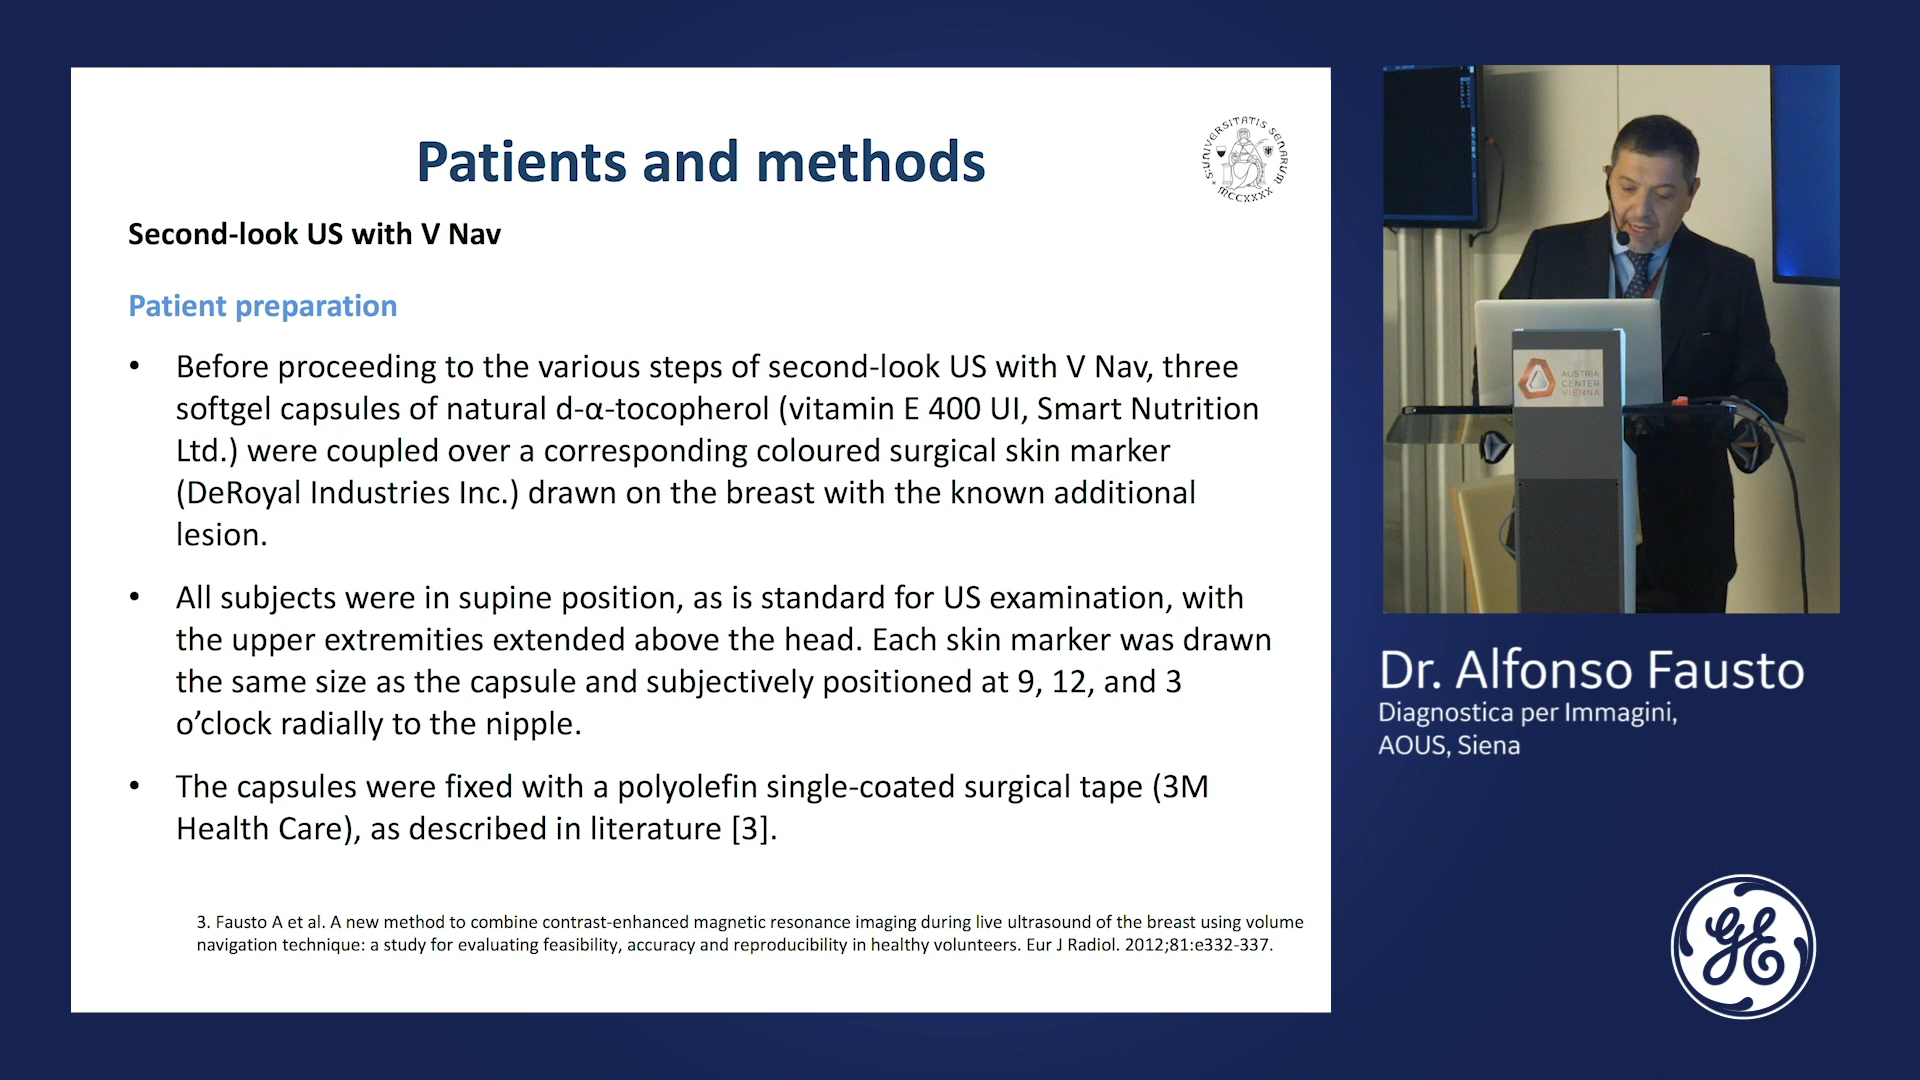 Patients and methods
S:UNIVERSITATIS SENARUM
MCCXXXX
Second-look US with V Nav
Patient preparation
• Before proceeding to the various steps of second-look US with V Nav, three
softgel capsules of natural d-α-tocopherol (vitamin E 400 UI, Smart Nutrition
Ltd.) were coupled over a corresponding coloured surgical skin marker
(DeRoyal Industries Inc.) drawn on the breast with the known additional
lesion.
• All subjects were in supine position, as is standard for US examination, with
the upper extremities extended above the head. Each skin marker was drawn
the same size as the capsule and subjectively positioned at 9, 12, and 3
o’clock radially to the nipple.
• The capsules were fixed with a polyolefin single-coated surgical tape (3M
Health Care), as described in literature [3].
3. Fausto A et al. A new method to combine contrast-enhanced magnetic resonance imaging during live ultrasound of the breast using volume
navigation technique: a study for evaluating feasibility, accuracy and reproducibility in healthy volunteers. Eur J Radiol. 2012;81:e332-337.
AUSTRIA
CENTER
VIENNA
Dr. Alfonso Fausto
Diagnostica per Immagini,
AOUS, Siena
GE